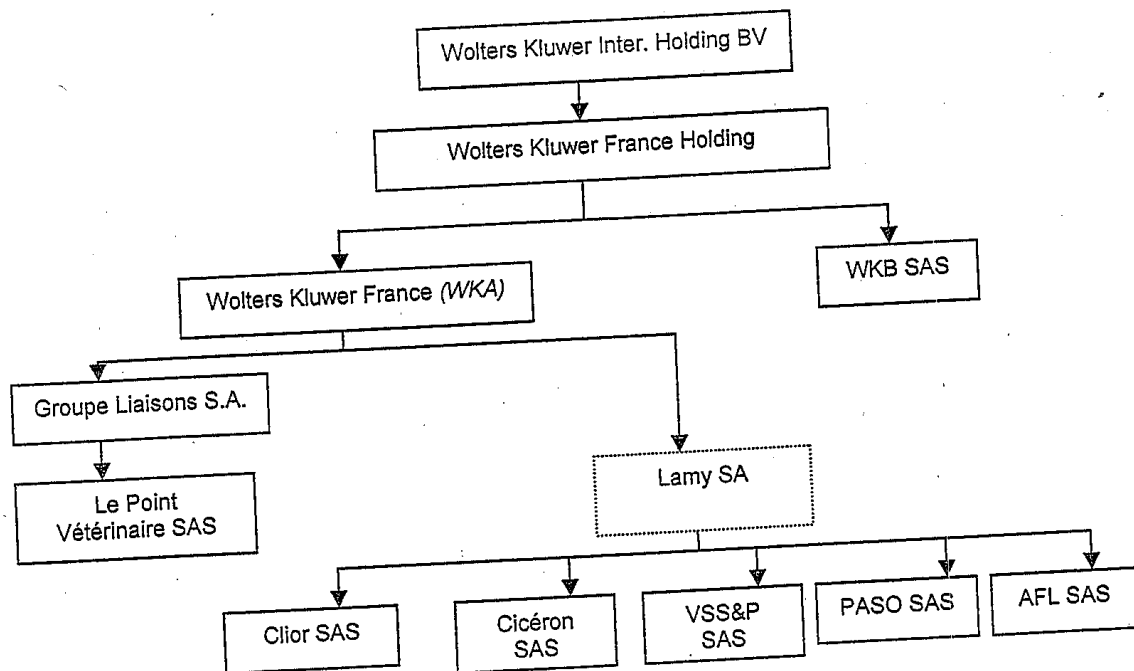 Wolters Kluwer Inter. Holding BV
Wolters Kluwer France Holding
WKB SAS
Wolters Kluwer France (WKA)
Groupe Liaisons S.A.
Lamy SA
Le Point
Vétérinaire SAS
Clior SAS
Cicéron
SAS
VSS&P
SAS
PASO SAS
AFL SAS